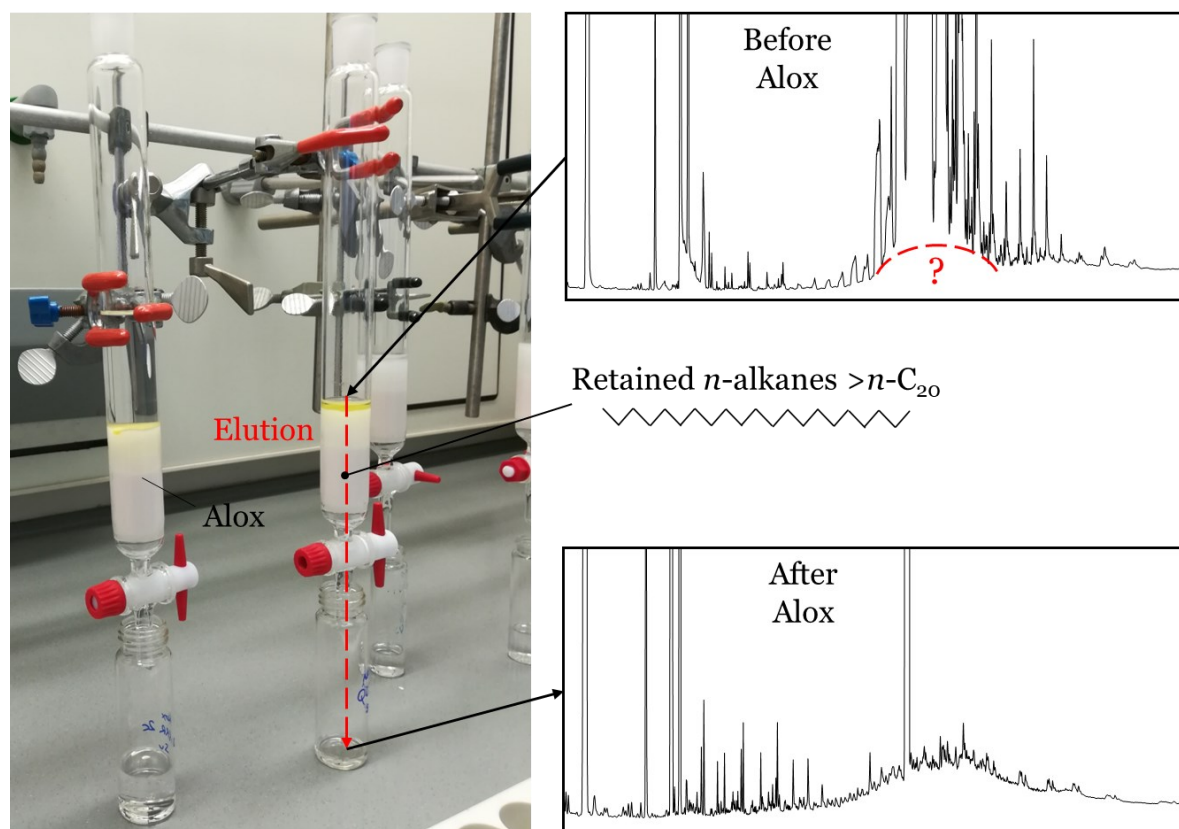 Before
Alox
?
Retained n-alkanes >n-C₂₀
Elution
Alox
After
Alox